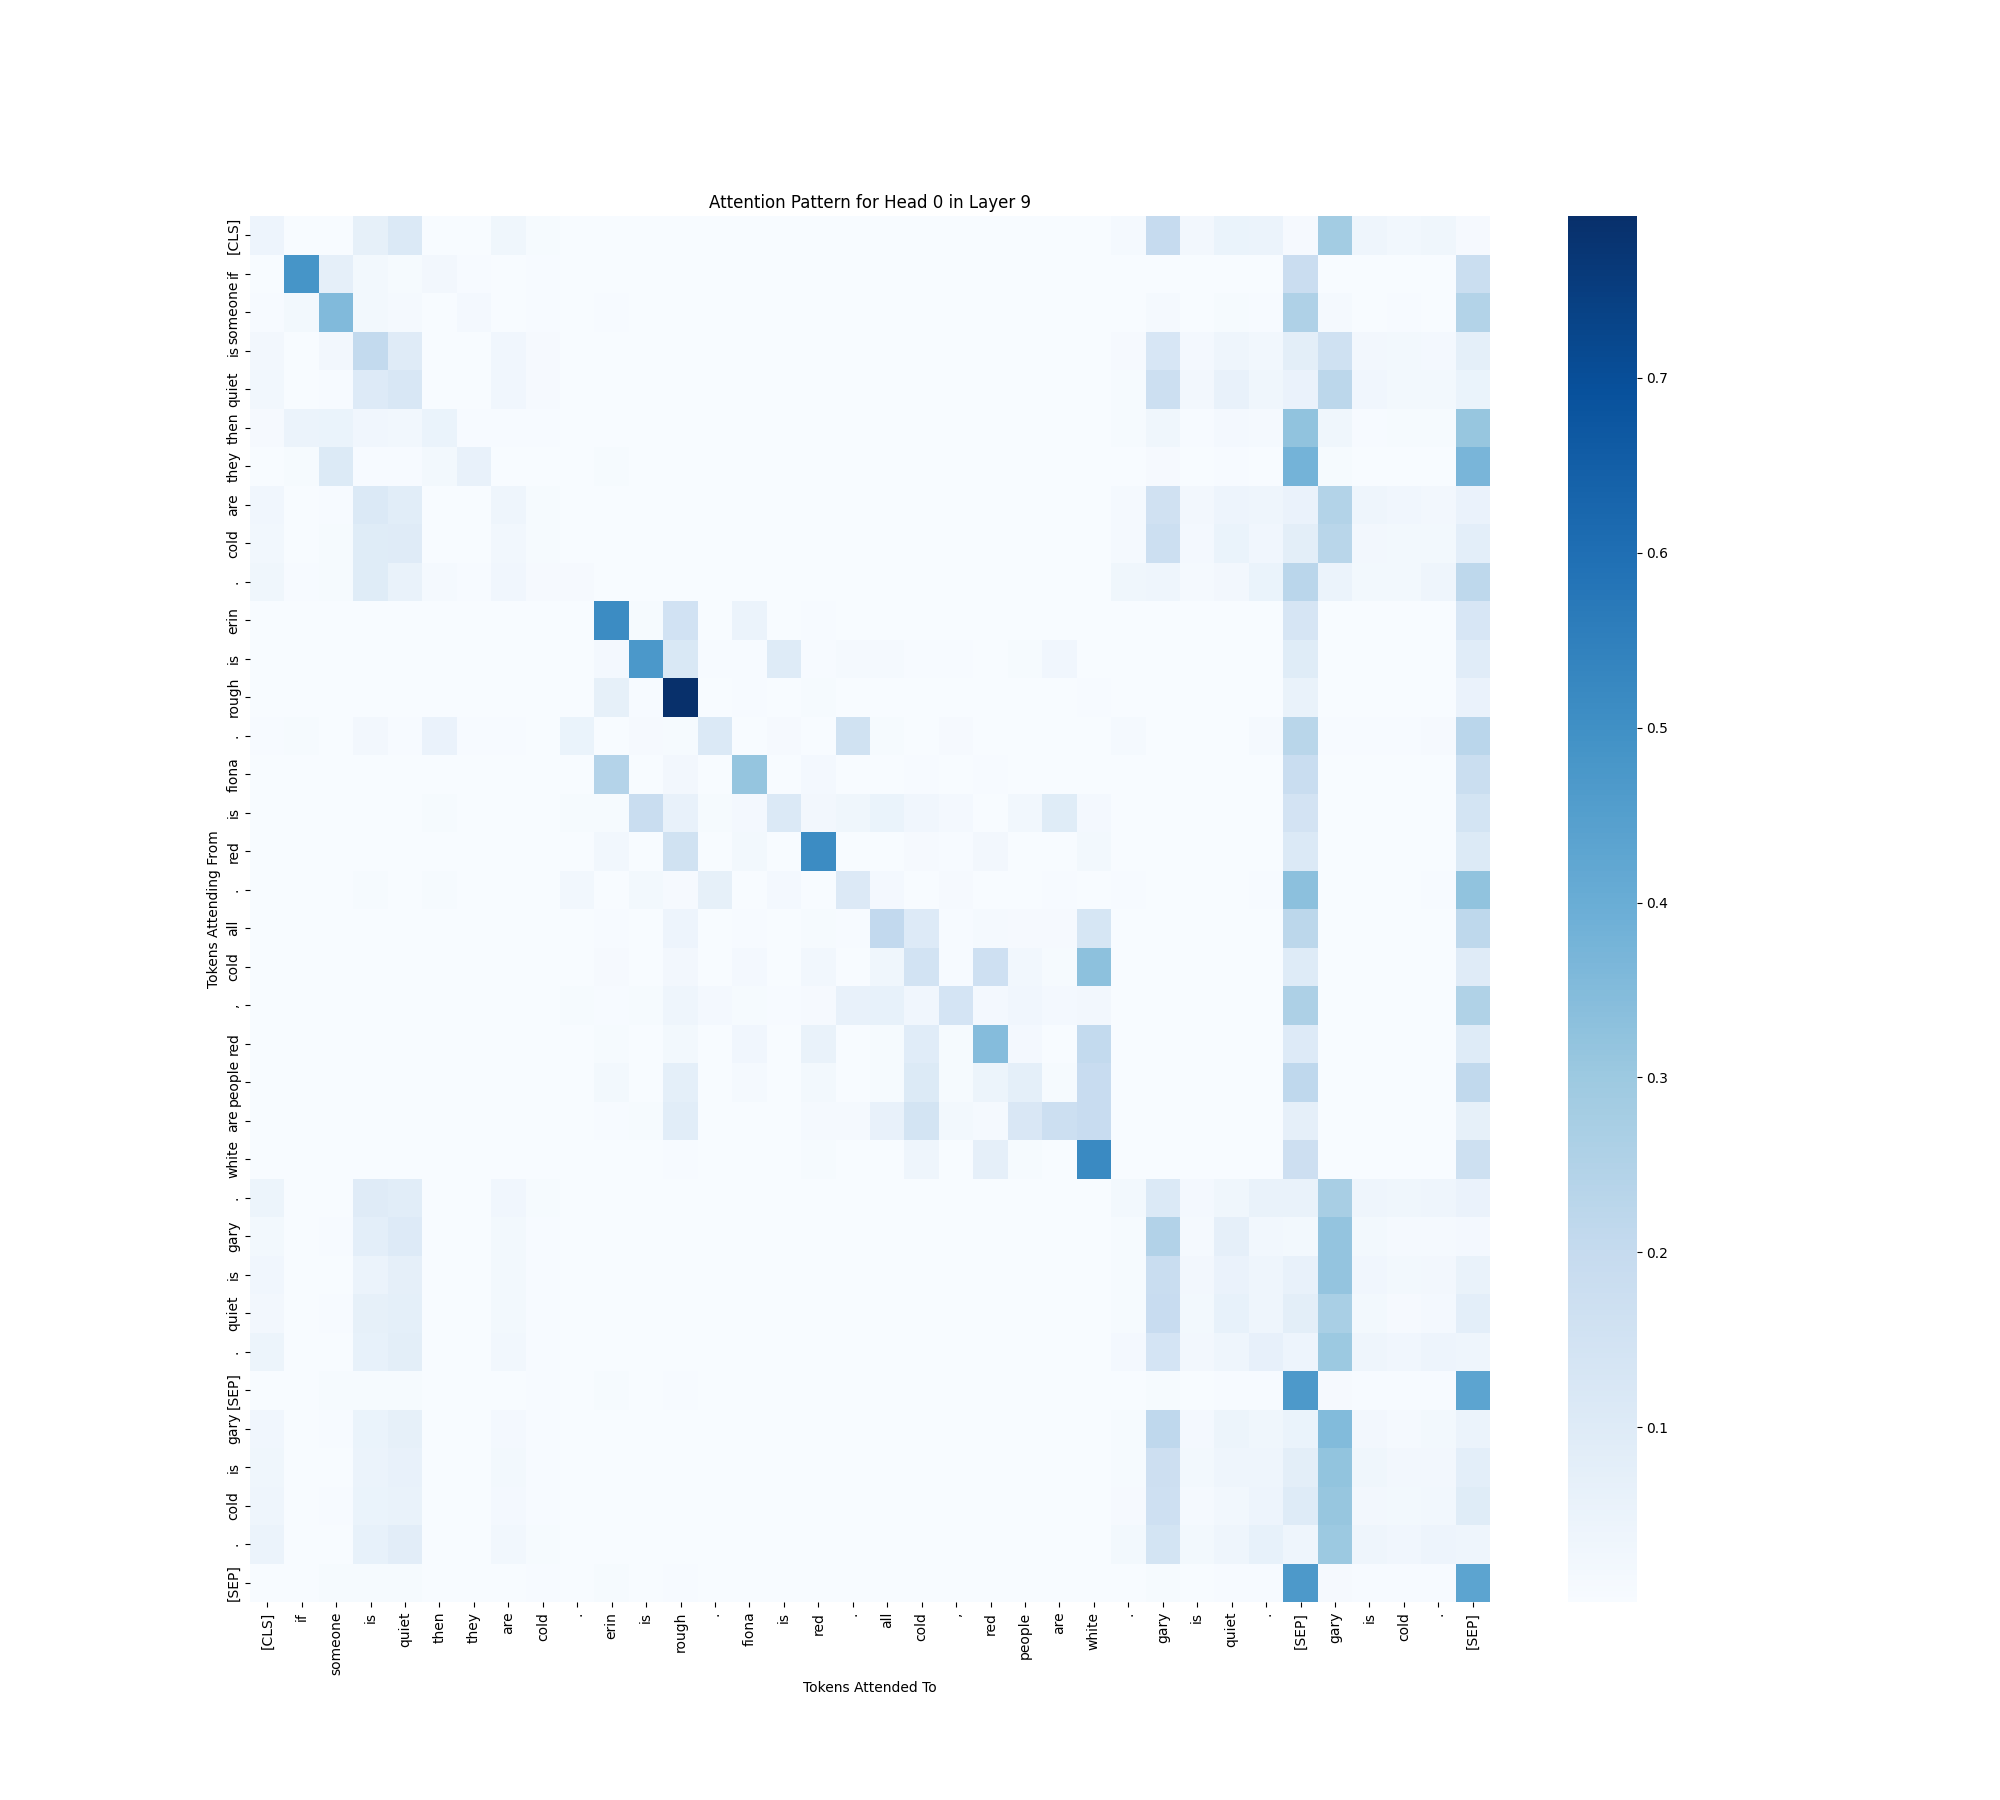 Attention Pattern for Head 0 in Layer 9
Tokens Attending From
[CLS]
if
someone
is
quiet
then
they
are
cold
.
erin
is
rough
.
fiona
is
red
.
all
cold
,
red
people
are
white
.
gary
is
quiet
.
[SEP]
gary
is
cold
.
[SEP]
[CLS]
if
someone
is
quiet
then
they
are
cold
.
erin
is
rough
.
fiona
is
red
.
all
cold
,
red
people
are
white
.
gary
is
quiet
.
[SEP]
gary
is
cold
.
[SEP]
Tokens Attended To
0.7
0.6
0.5
0.4
0.3
0.2
0.1